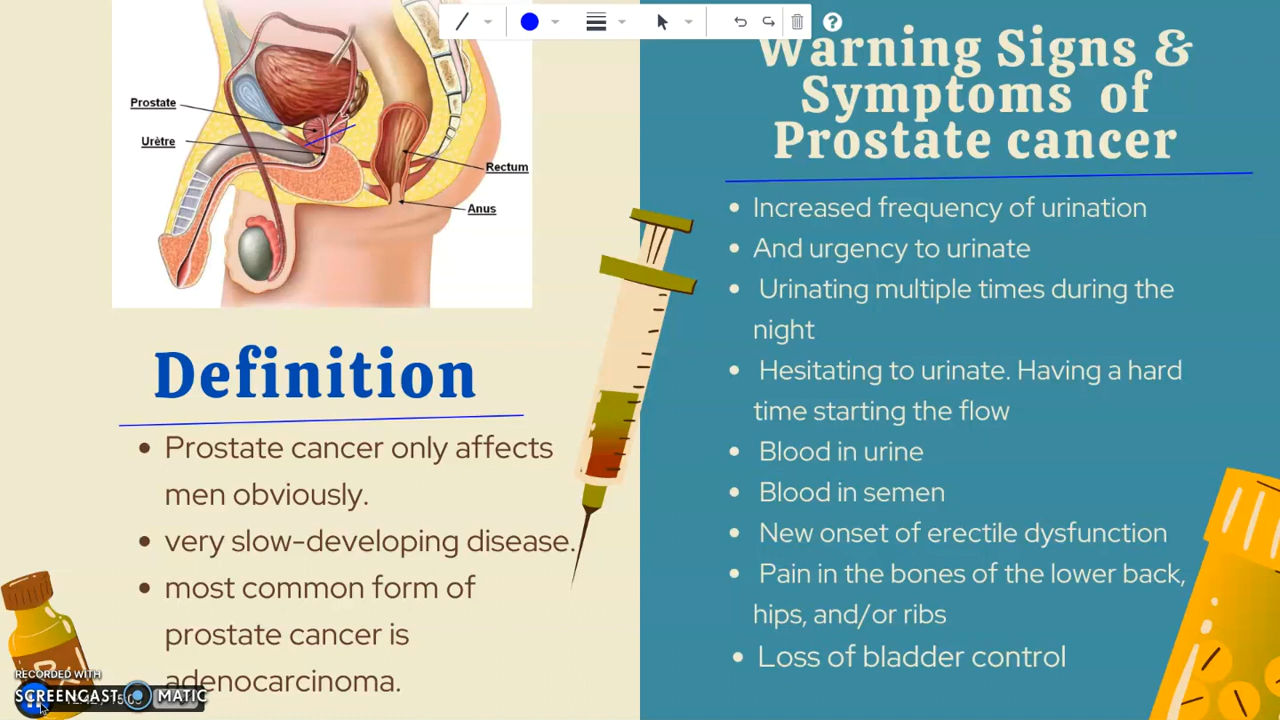 Prostate
Urètre
Rectum
Anus
Definition
Prostate cancer only affects
men obviously.
very slow-developing disease.
most common form of
prostate cancer is
adenocarcinoma.
RECORDED WITH
SCREENCAST MATIC
Warning Signs &
Symptoms of
Prostate cancer
Increased frequency of urination
And urgency to urinate
Urinating multiple times during the
night
Hesitating to urinate. Having a hard
time starting the flow
Blood in urine
Blood in semen
New onset of erectile dysfunction
Pain in the bones of the lower back,
hips, and/or ribs
Loss of bladder control